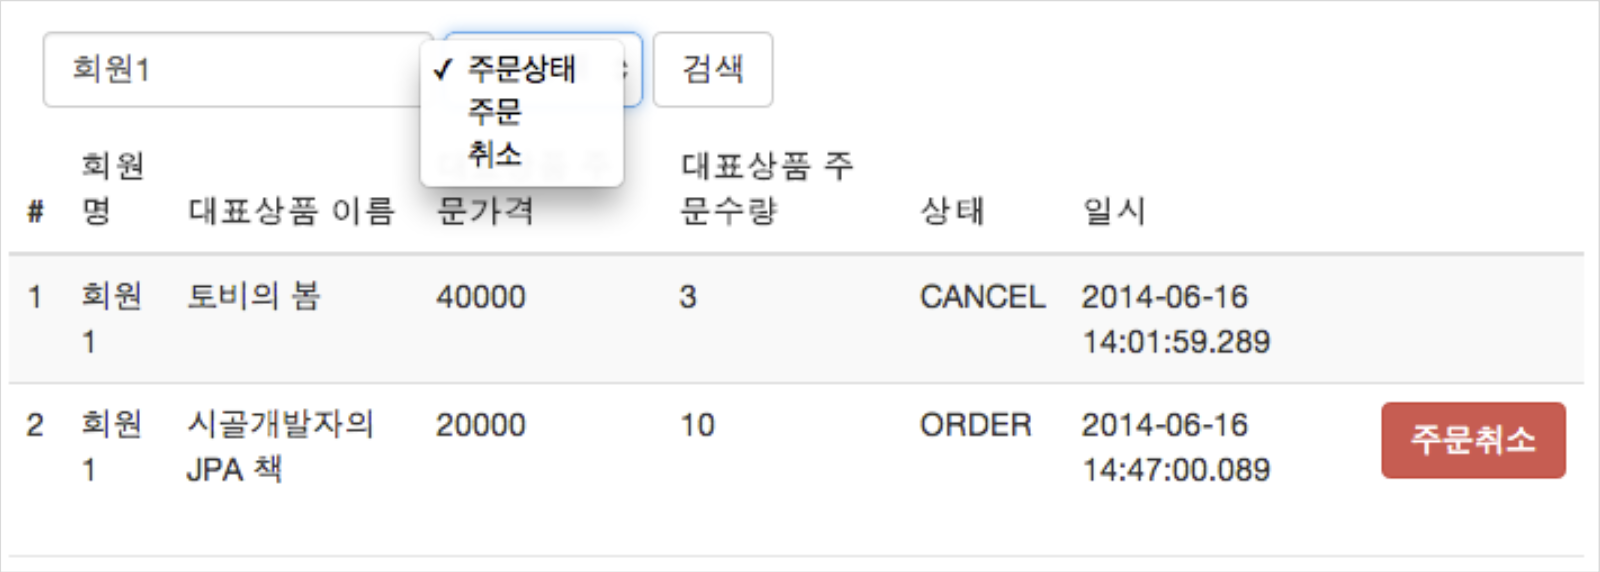 회원1
✓ 주문상태
주문
취소
검색
# 회원명 대표상품 이름 문가격 대표상품 주문수량 상태 일시
1 회원1 토비의 봄 40000 3 CANCEL 2014-06-16 14:01:59.289
2 회원1 시골개발자의 JPA 책 20000 10 ORDER 2014-06-16 14:47:00.089 주문취소